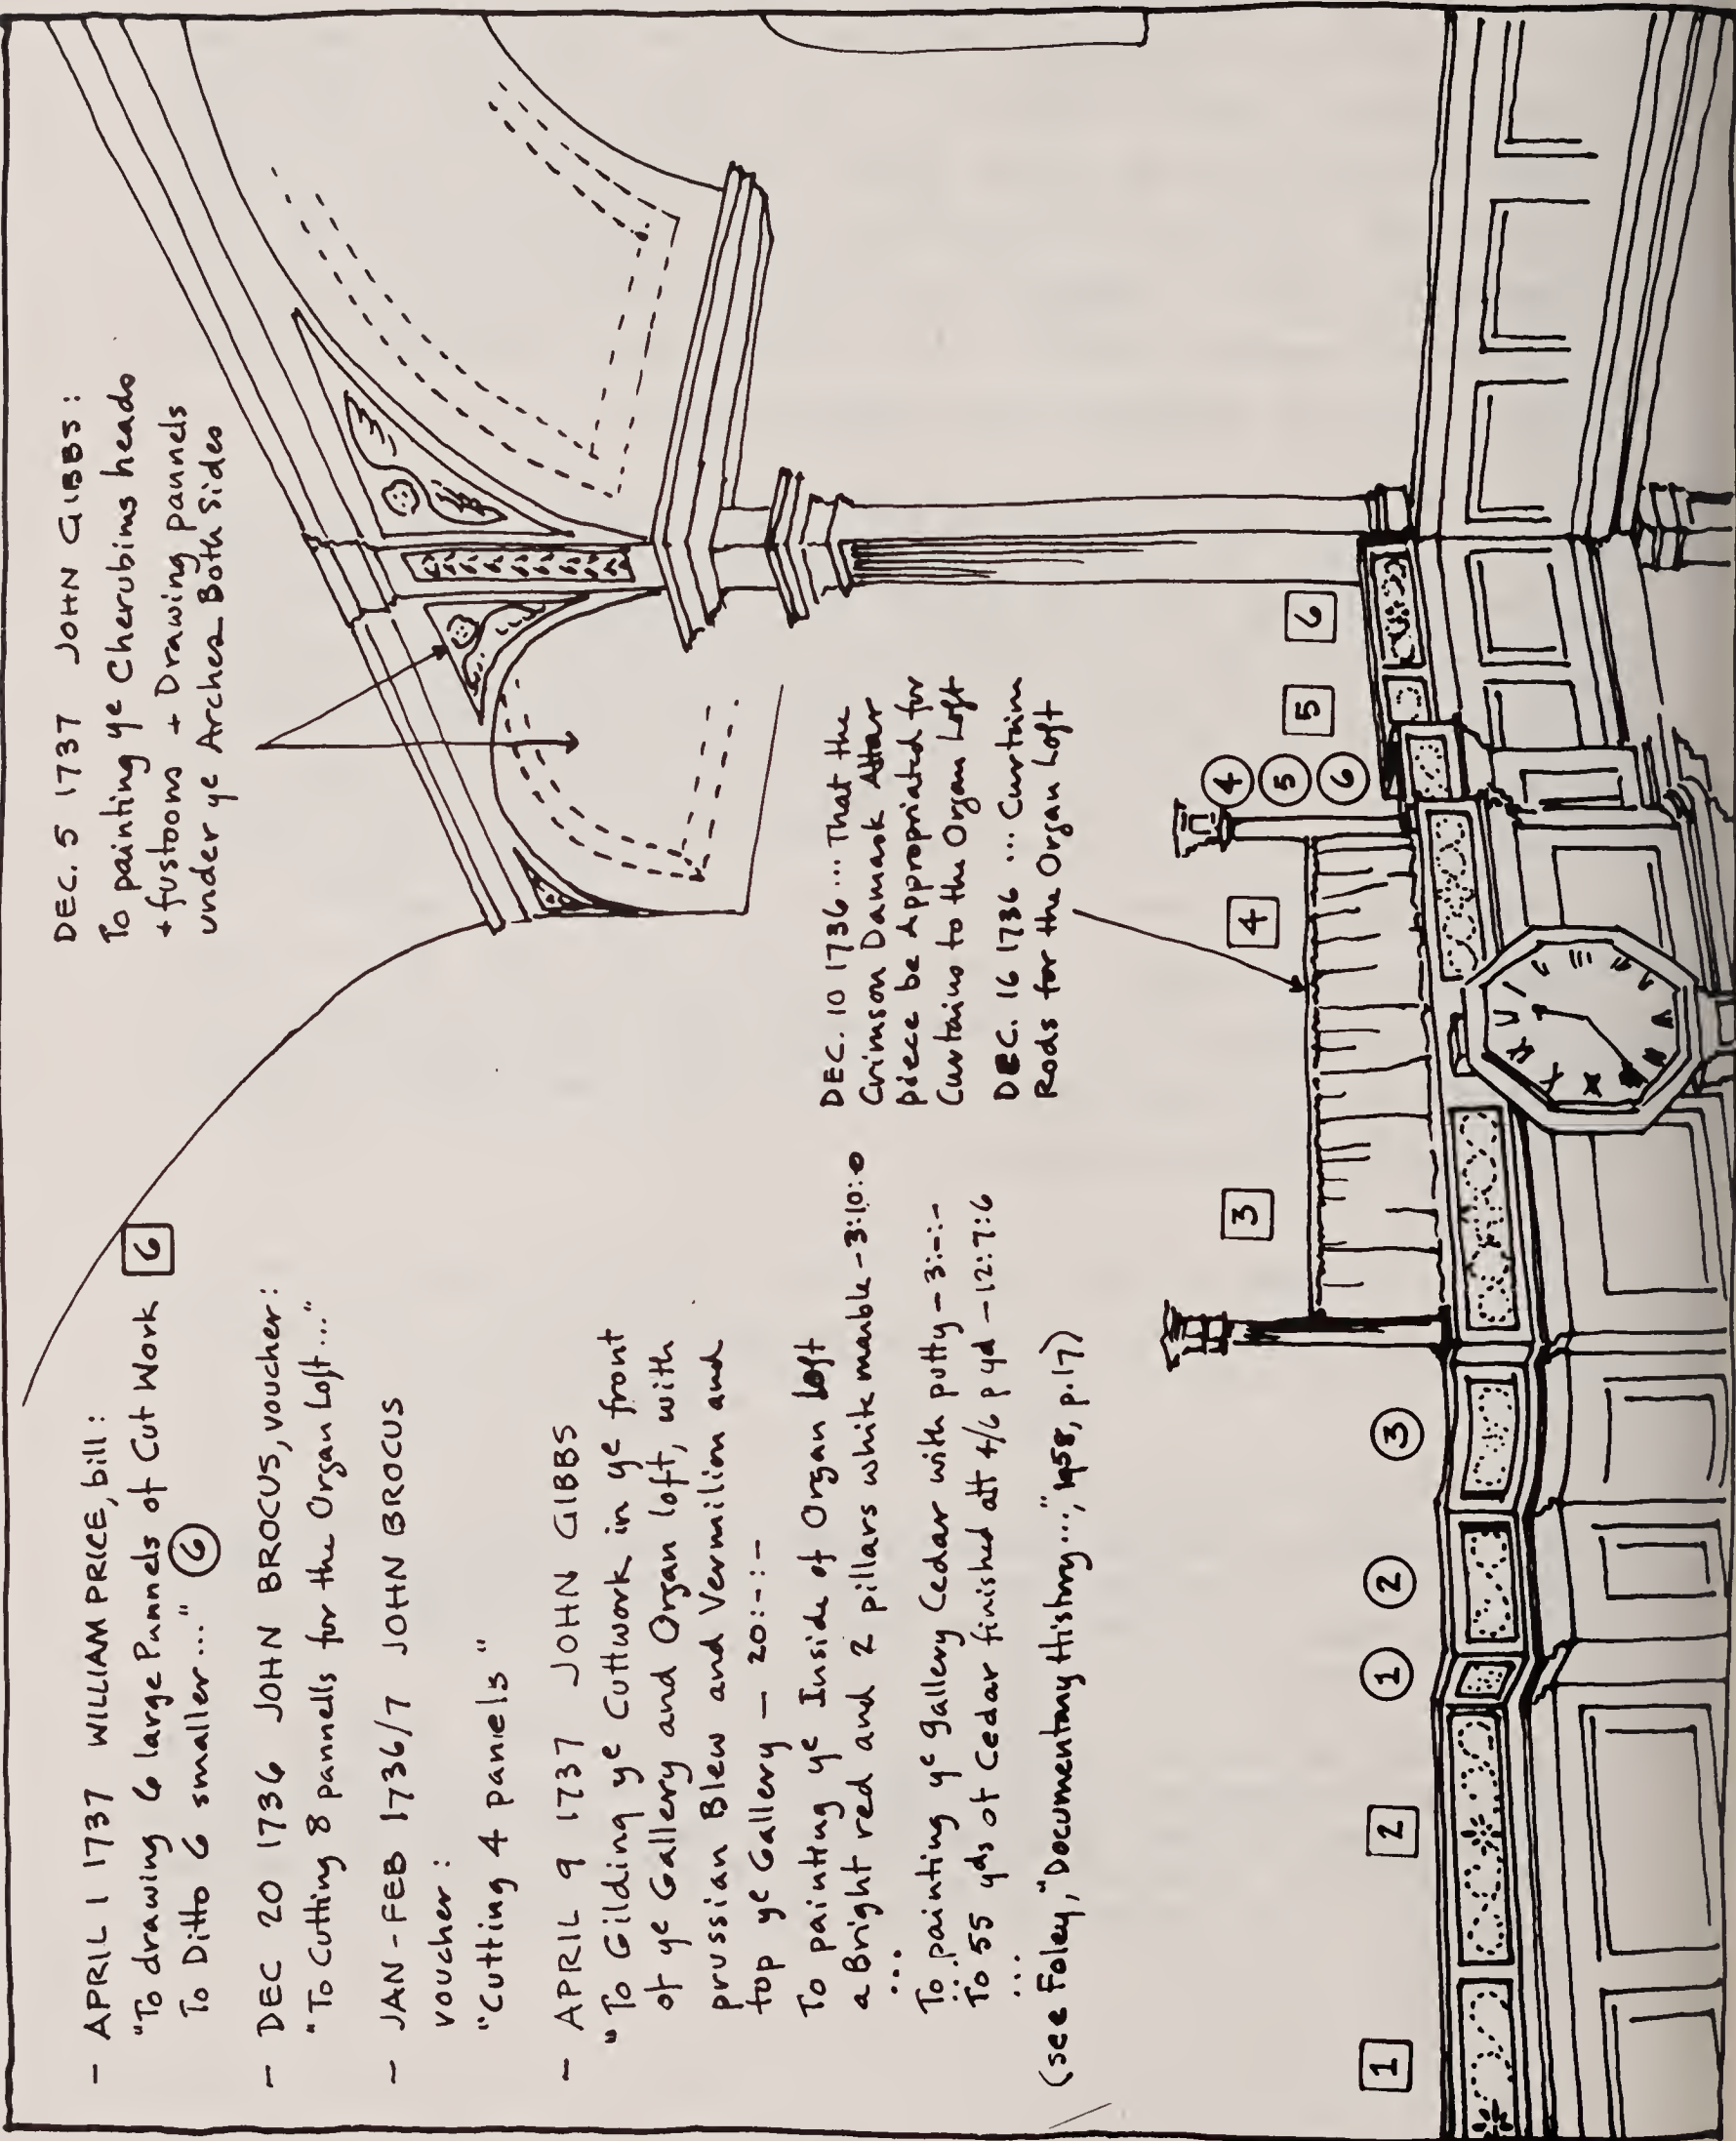 - APRIL 1 1737 WILLIAM PRICE, bill:
"To drawing 6 large Pannels of Cut Work 6
To Ditto 6 smaller..." 6
- DEC 20 1736 JOHN BROCUS, voucher:
"To Cutting 8 pannells for the Organ Loft...."
- JAN-FEB 1736/7 JOHN BROCUS
voucher:
"Cutting 4 panels"
- APRIL 9 1737 JOHN GIBBS
"To Gilding ye Cuttwork in ye front
of ye Gallery and Organ loft, with
prussian Blew and Vermilion and
top ye Gallery - 20:-:-
To painting ye Inside of Organ Loft
a Bright red and 2 pillars white marble - 3:10:0
...
To painting ye Gallery Cedar with putty - 3:-:-
...
To 55 yds of Cedar finished att 4/6 p yd - 12:7:6
...
(see Foley, "Documentary History...," 1958, p.17)
DEC. 5 1737 JOHN GIBBS:
To painting ye Cherubims heads
+ fustoons + Drawing pannels
under ye Arches Both Sides
DEC. 10 1736 ... That the
Crimson Damask Altar
piece be Appropriated for
Curtains to the Organ Loft
DEC. 16 1736 ... Curtain
Rods for the Organ Loft
1
2
1
2
3
3
4
4
5
6
5
6
I
III
V
X